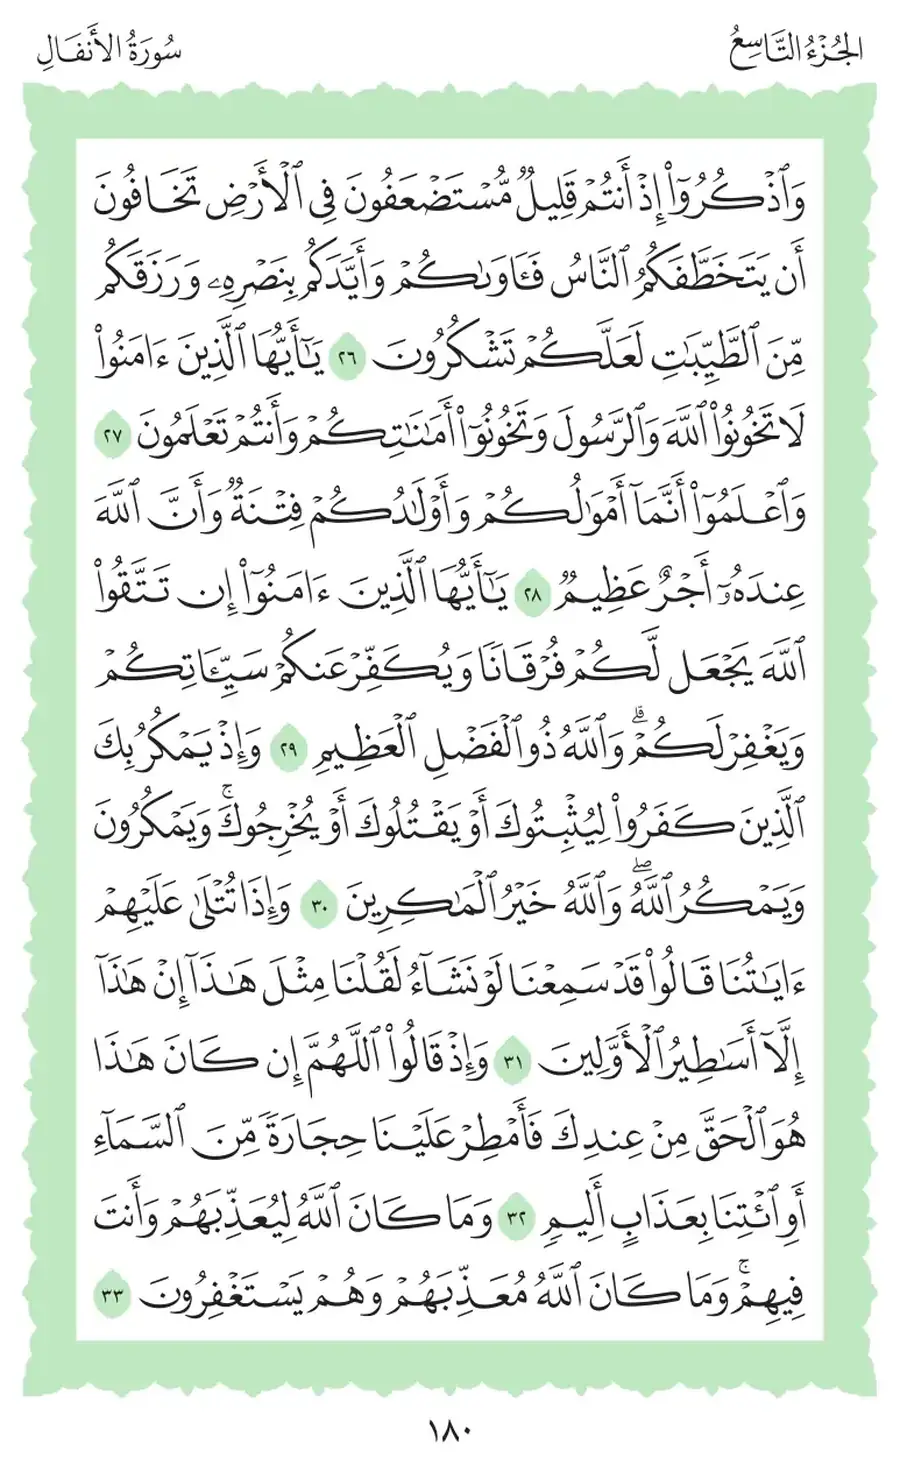 الجُزْءُ التَّاسِعُ
سُورَةُ الأَنفَالِ
وَٱذْكُرُوٓا۟ إِذْ أَنتُمْ قَلِيلٌ مُّسْتَضْعَفُونَ فِى ٱلْأَرْضِ تَخَافُونَ
أَن يَتَخَطَّفَكُمُ ٱلنَّاسُ فَـَٔاوَىٰكُمْ وَأَيَّدَكُم بِنَصْرِهِۦ وَرَزَقَكُم
مِّنَ ٱلطَّيِّبَٰتِ لَعَلَّكُمْ تَشْكُرُونَ ٢٦ يَٰٓأَيُّهَا ٱلَّذِينَ ءَامَنُوا۟
لَا تَخُونُوا۟ ٱللَّهَ وَٱلرَّسُولَ وَتَخُونُوٓا۟ أَمَٰنَٰتِكُمْ وَأَنتُمْ تَعْلَمُونَ ٢٧
وَٱعْلَمُوٓا۟ أَنَّمَآ أَمْوَٰلُكُمْ وَأَوْلَٰدُكُمْ فِتْنَةٌ وَأَنَّ ٱللَّهَ
عِندَهُۥٓ أَجْرٌ عَظِيمٌ ٢٨ يَٰٓأَيُّهَا ٱلَّذِينَ ءَامَنُوٓا۟ إِن تَتَّقُوا۟
ٱللَّهَ يَجْعَل لَّكُمْ فُرْقَانًا وَيُكَفِّرْ عَنكُمْ سَيِّـَٔاتِكُمْ
وَيَغْفِرْ لَكُمْ ۗ وَٱللَّهُ ذُو ٱلْفَضْلِ ٱلْعَظِيمِ ٢٩ وَإِذْ يَمْكُرُ بِكَ
ٱلَّذِينَ كَفَرُوا۟ لِيُثْبِتُوكَ أَوْ يَقْتُلُوكَ أَوْ يُخْرِجُوكَ ۚ وَيَمْكُرُونَ
وَيَمْكُرُ ٱللَّهُ ۖ وَٱللَّهُ خَيْرُ ٱلْمَٰكِرِينَ ٣٠ وَإِذَا تُتْلَىٰ عَلَيْهِمْ
ءَايَٰتُنَا قَالُوا۟ قَدْ سَمِعْنَا لَوْ نَشَآءُ لَقُلْنَا مِثْلَ هَٰذَآ إِنْ هَٰذَآ
إِلَّآ أَسَٰطِيرُ ٱلْأَوَّلِينَ ٣١ وَإِذْ قَالُوا۟ ٱللَّهُمَّ إِن كَانَ هَٰذَا
هُوَ ٱلْحَقَّ مِنْ عِندِكَ فَأَمْطِرْ عَلَيْنَا حِجَارَةً مِّنَ ٱلسَّمَآءِ
أَوِ ٱئْتِنَا بِعَذَابٍ أَلِيمٍ ٣٢ وَمَا كَانَ ٱللَّهُ لِيُعَذِّبَهُمْ وَأَنتَ
فِيهِمْ ۚ وَمَا كَانَ ٱللَّهُ مُعَذِّبَهُمْ وَهُمْ يَسْتَغْفِرُونَ ٣٣
١٨٠